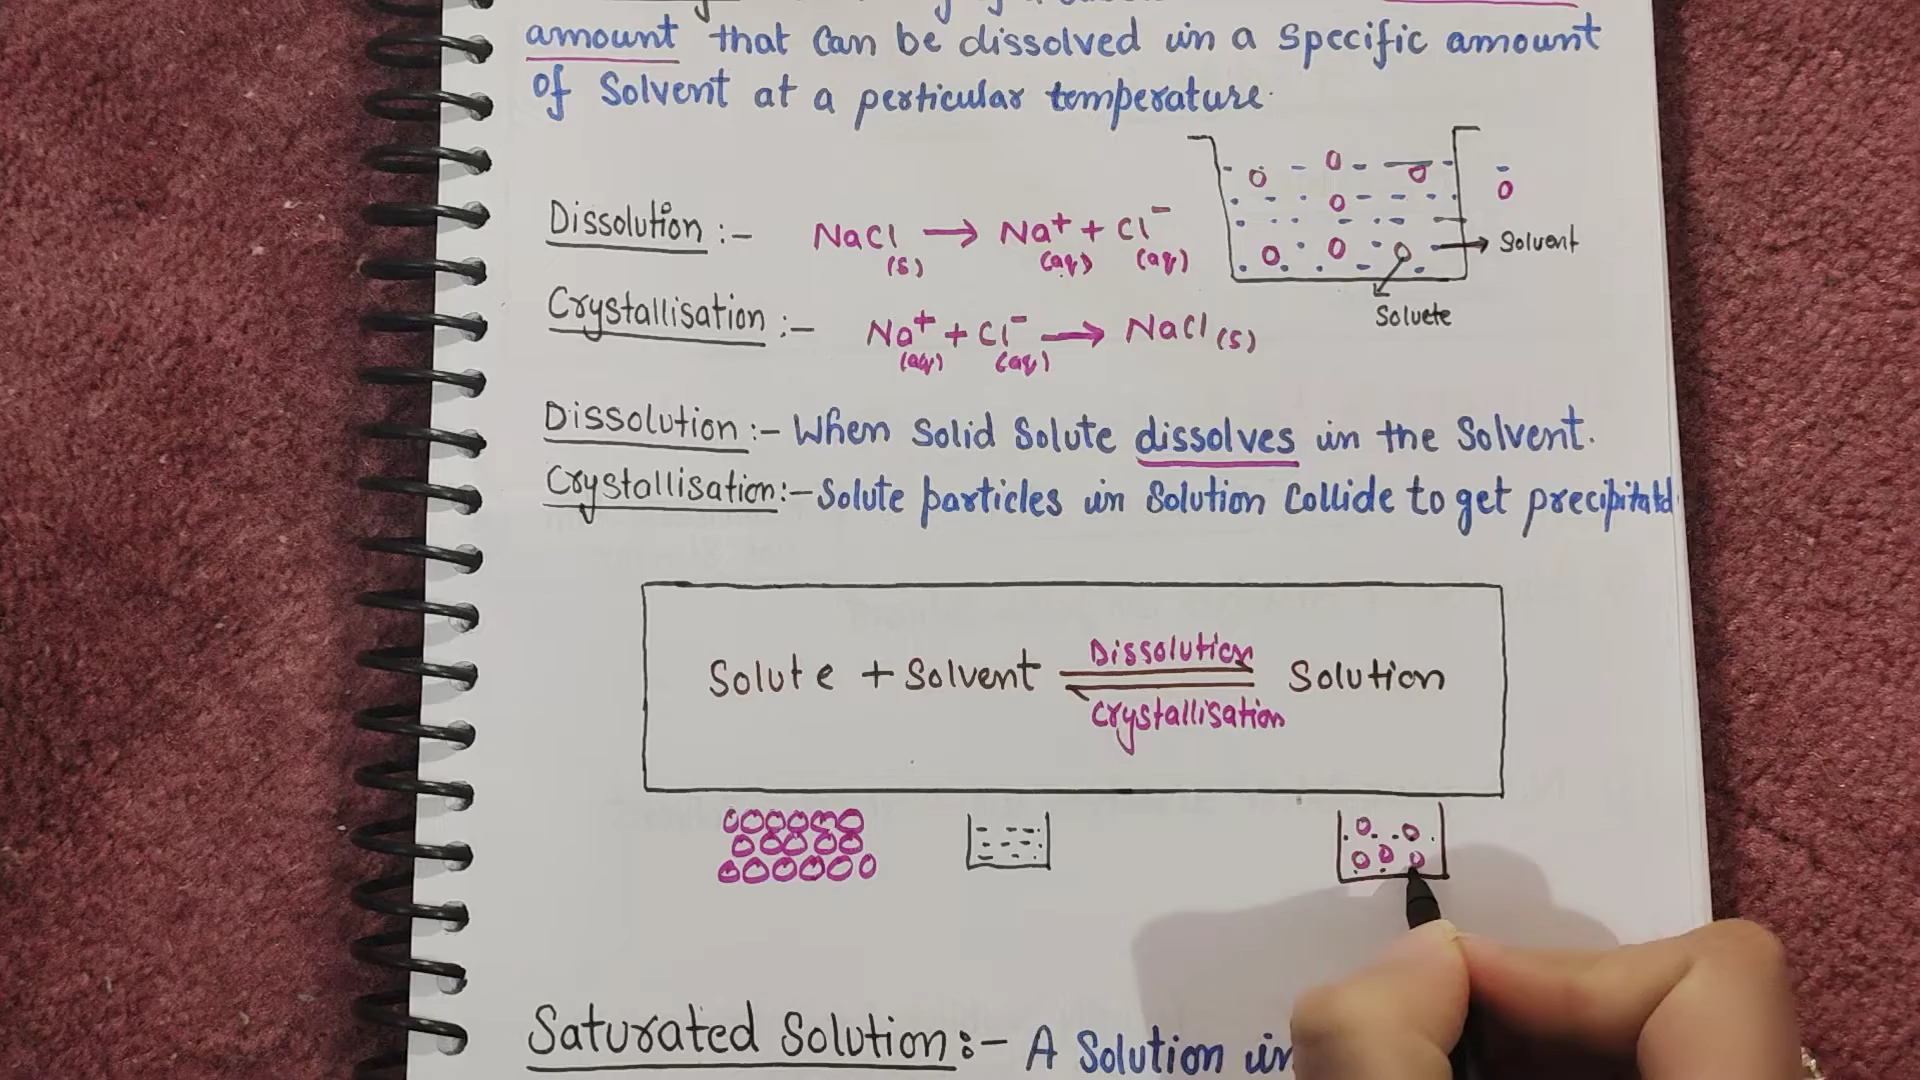 amount that can be dissolved in a specific amount
of Solvent at a perticular temperature.
Dissolution :- NaCl (s) → Na⁺ (aq) + Cl⁻ (aq)
Solvent
Soluete
Crystallisation :- Na⁺ (aq) + Cl⁻ (aq) → NaCl (s)
Dissolution :- When Solid Solute dissolves in the Solvent.
Crystallisation :- Solute particles in Solution Collide to get precipitatd.
Dissolution
Solute + Solvent ⇌ Solution
Crystallisation
Saturated Solution :- A Solution in